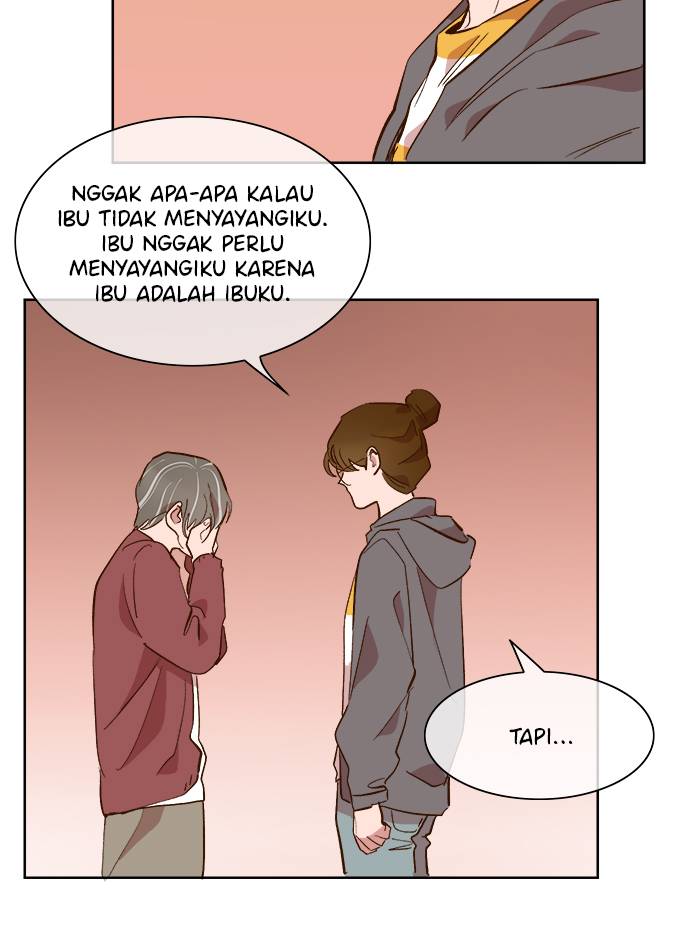 NGGAK APA-APA KALAU
IBU TIDAK MENYAYANGIKU.
IBU NGGAK PERLU
MENYAYANGIKU KARENA
IBU ADALAH IBUKU.
TAPI...